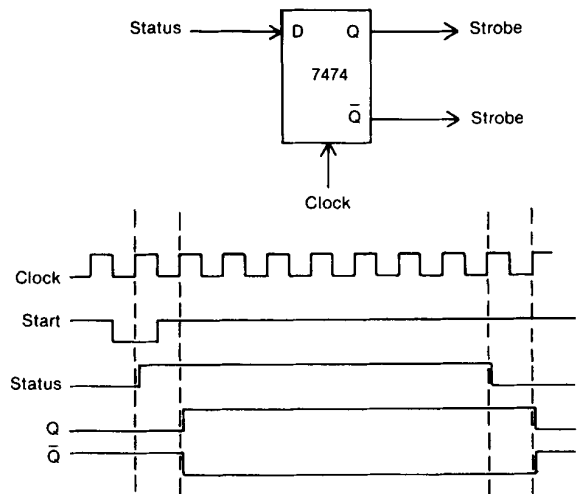 Status
D Q
Strobe
7474
Q̅
Strobe
Clock
Clock
Start
Status
Q
Q̅